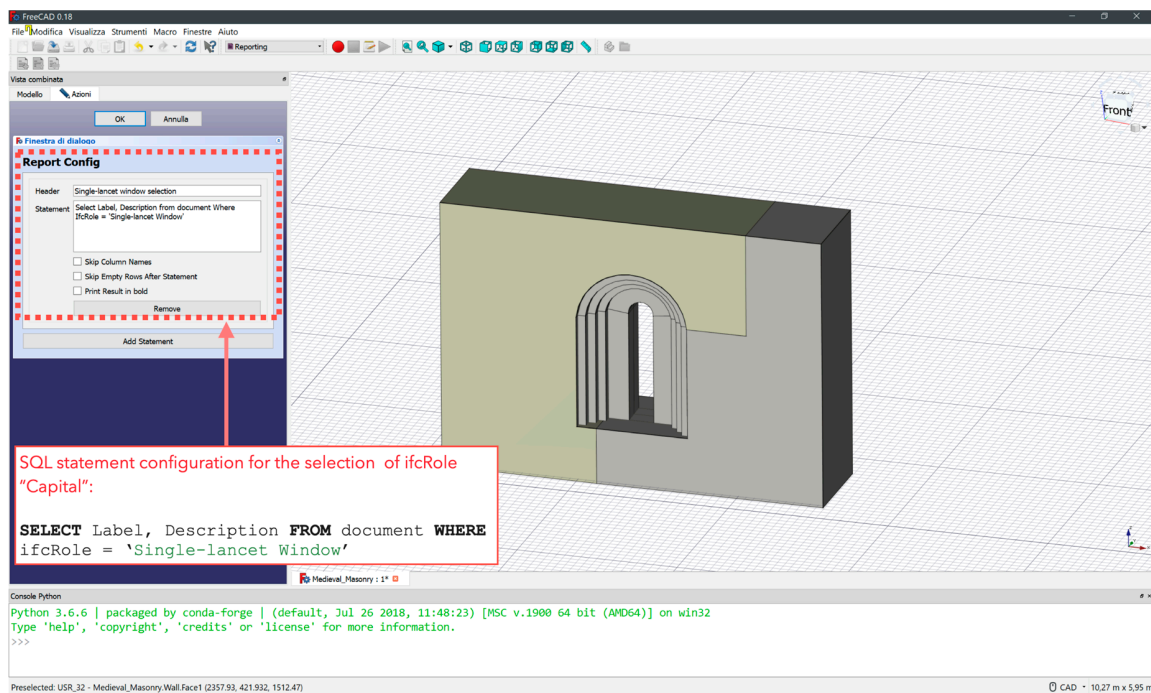 FreeCAD 0.18
File Modifica Visualizza Strumenti Macro Finestre Aiuto
Reporting
Vista combinata
Modello Azioni
OK Annulla
Finestra di dialogo
Report Config
Header Single-lancet window selection
Statement Select Label, Description from document Where
IfcRole = 'Single-lancet Window'
Skip Column Names
Skip Empty Rows After Statement
Print Result in bold
Remove
Add Statement
Front
SQL statement configuration for the selection of ifcRole
“Capital”:
SELECT Label, Description FROM document WHERE
ifcRole = ‘Single-lancet Window’
Medieval_Masonry : 1*
Console Python
Python 3.6.6 | packaged by conda-forge | (default, Jul 26 2018, 11:48:23) [MSC v.1900 64 bit (AMD64)] on win32
Type 'help', 'copyright', 'credits' or 'license' for more information.
>>>
Preselected: USR_32 - Medieval_Masonry.Wall.Face1 (2357.93, 421.932, 1512.47)
CAD 10,27 m x 5,95 m